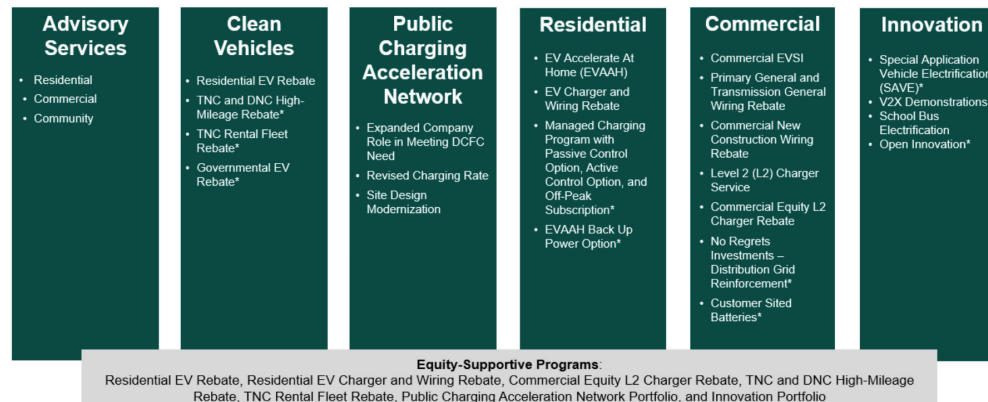 Advisory
Services
• Residential
• Commercial
• Community
Clean
Vehicles
• Residential EV Rebate
• TNC and DNC High-
Mileage Rebate*
• TNC Rental Fleet
Rebate*
• Governmental EV
Rebate*
Public
Charging
Acceleration
Network
• Expanded Company
Role in Meeting DCFC
Need
• Revised Charging Rate
• Site Design
Modernization
Residential
• EV Accelerate At
Home (EVAAH)
• EV Charger and
Wiring Rebate
• Managed Charging
Program with
Passive Control
Option, Active
Control Option, and
Off-Peak
Subscription*
• EVAAH Back Up
Power Option*
Commercial
• Commercial EVSI
• Primary General and
Transmission General
Wiring Rebate
• Commercial New
Construction Wiring
Rebate
• Level 2 (L2) Charger
Service
• Commercial Equity L2
Charger Rebate
• No Regrets
Investments –
Distribution Grid
Reinforcement*
• Customer Sited
Batteries*
Innovation
• Special Application
Vehicle Electrification
(SAVE)*
• V2X Demonstrations
• School Bus
Electrification
• Open Innovation*
Equity-Supportive Programs:
Residential EV Rebate, Residential EV Charger and Wiring Rebate, Commercial Equity L2 Charger Rebate, TNC and DNC High-Mileage
Rebate, TNC Rental Fleet Rebate, Public Charging Acceleration Network Portfolio, and Innovation Portfolio